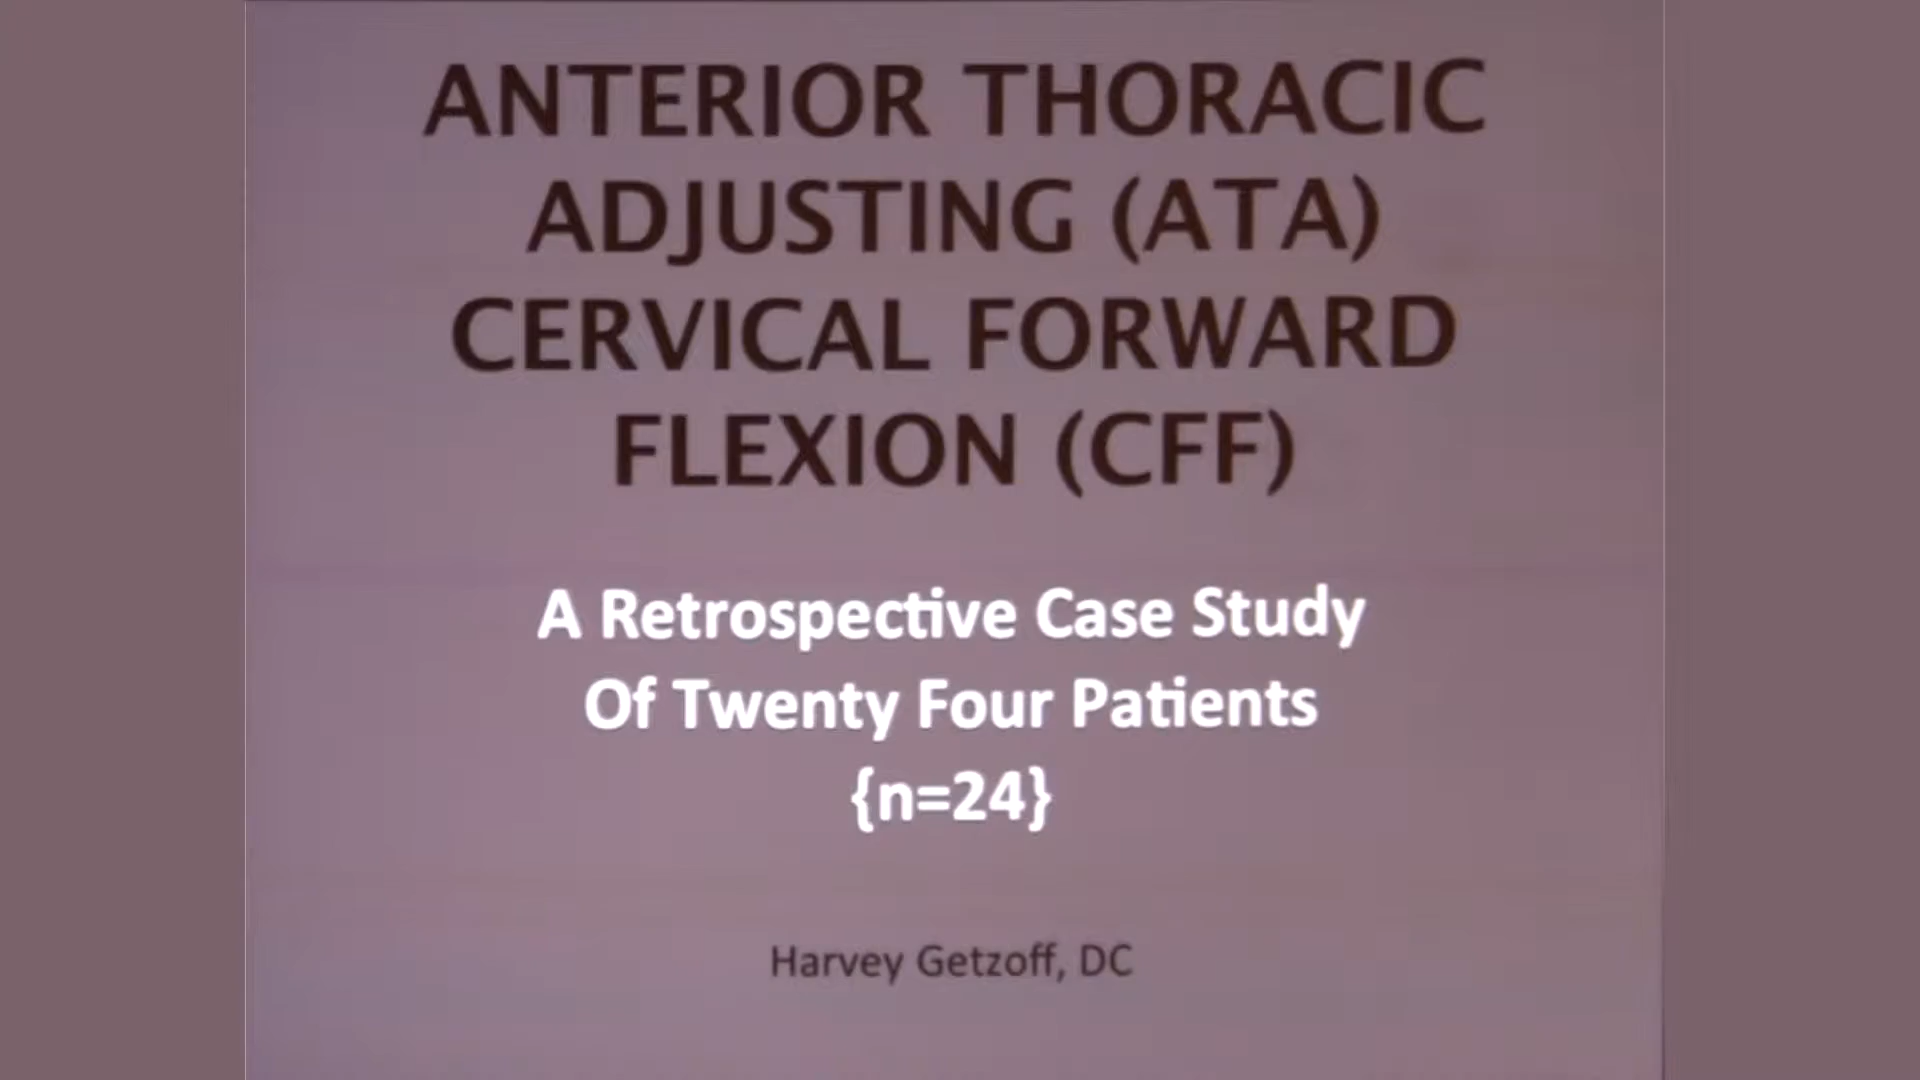 ANTERIOR THORACIC
ADJUSTING (ATA)
CERVICAL FORWARD
FLEXION (CFF)
A Retrospective Case Study
Of Twenty Four Patients
{n=24}
Harvey Getzoff, DC